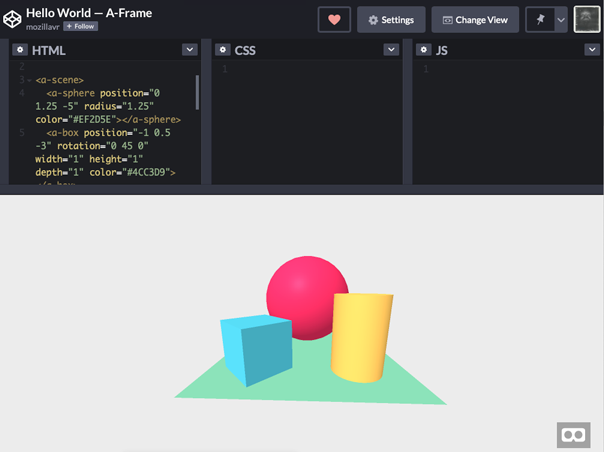 Hello World — A-Frame
mozillavr + Follow
Settings
Change View
HTML
CSS
JS
2
3 <a-scene>
4 <a-sphere position="0
1.25 -5" radius="1.25"
color="#EF2D5E"></a-sphere>
5 <a-box position="-1 0.5
-3" rotation="0 45 0"
width="1" height="1"
depth="1" color="#4CC3D9">
</a-box>
1
1